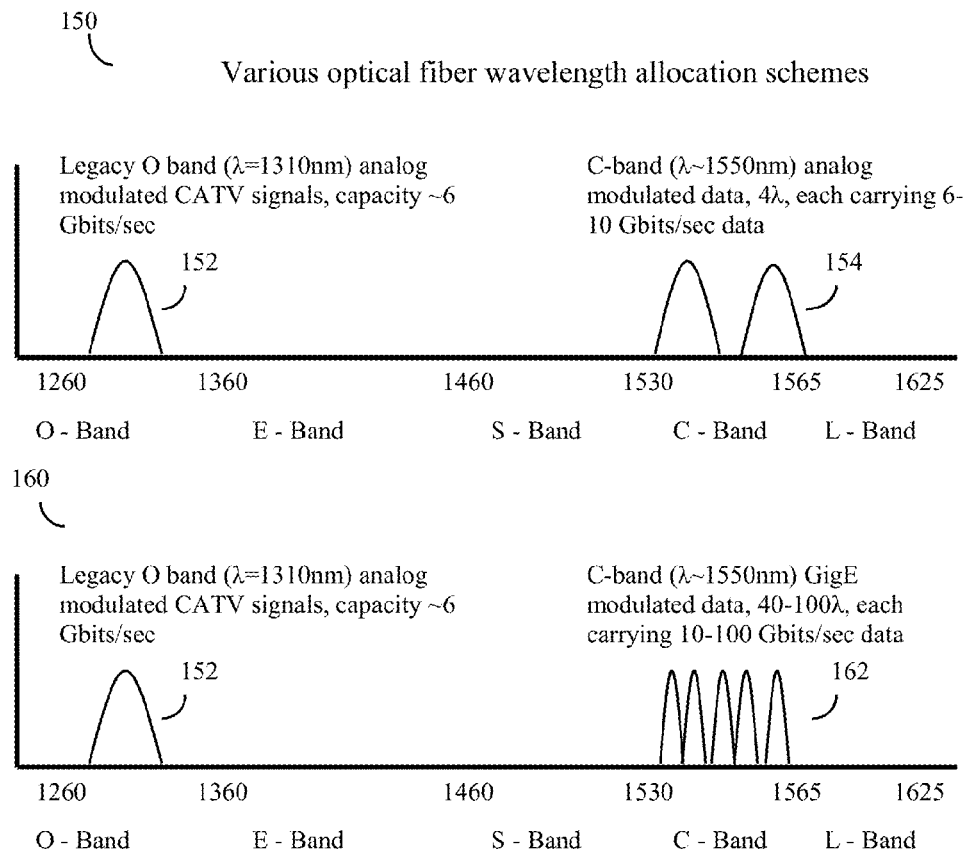 150
Various optical fiber wavelength allocation schemes
Legacy O band (λ=1310nm) analog
modulated CATV signals, capacity ~6
Gbits/sec
C-band (λ~1550nm) analog
modulated data, 4λ, each carrying 6-
10 Gbits/sec data
152
154
1260 1360 1460 1530 1565 1625
O - Band E - Band S - Band C - Band L - Band
160
Legacy O band (λ=1310nm) analog
modulated CATV signals, capacity ~6
Gbits/sec
C-band (λ~1550nm) GigE
modulated data, 40-100λ, each
carrying 10-100 Gbits/sec data
152
162
1260 1360 1460 1530 1565 1625
O - Band E - Band S - Band C - Band L - Band